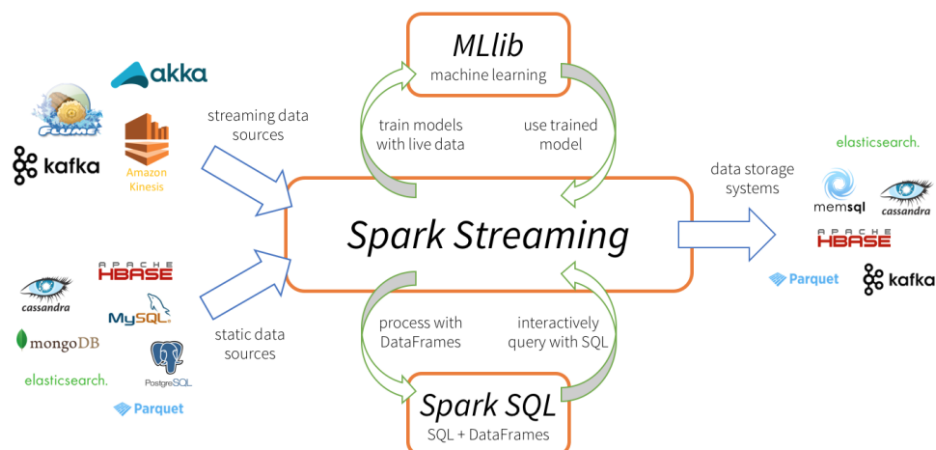 MLlib
machine learning
akka
FLUME
kafka
Amazon
Kinesis
streaming data
sources
train models
with live data
use trained
model
data storage
systems
elasticsearch.
memsql
cassandra
APACHE
HBASE
Parquet
kafka
Spark Streaming
APACHE
HBASE
cassandra
MySQL®
mongoDB
PostgreSQL
elasticsearch.
Parquet
static data
sources
process with
DataFrames
interactively
query with SQL
Spark SQL
SQL + DataFrames